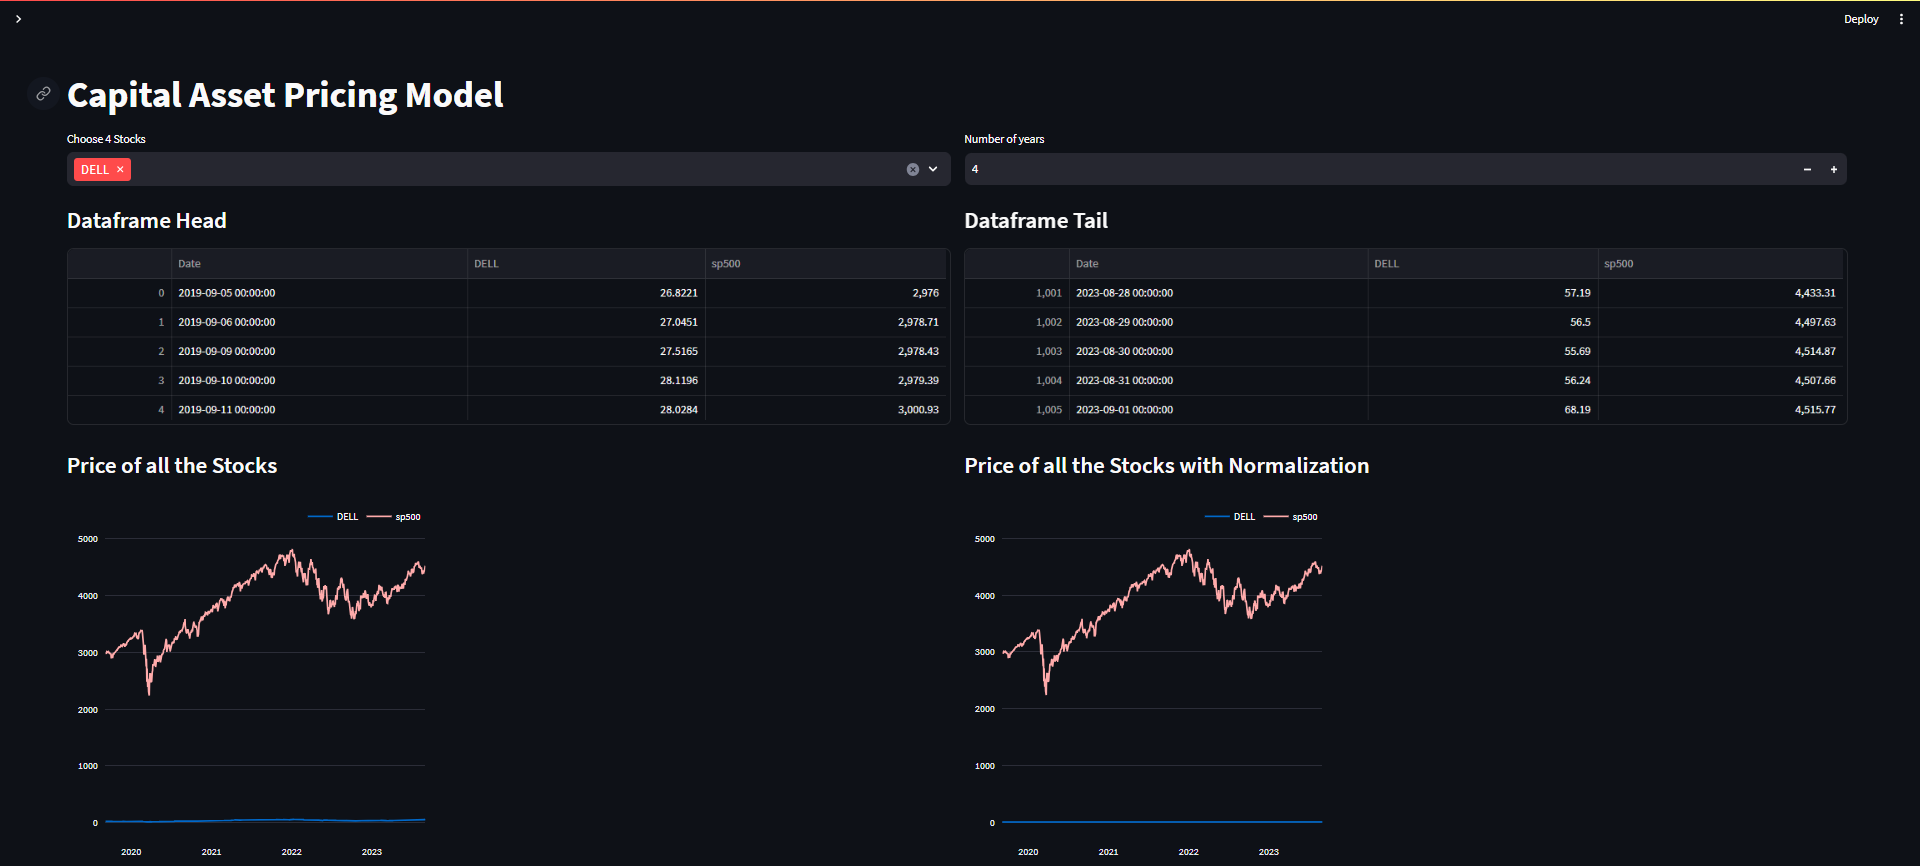 Deploy
Capital Asset Pricing Model
Choose 4 Stocks
DELL ×
Number of years
4
Dataframe Head
Date DELL sp500
0 2019-09-05 00:00:00 26.8221 2,976
1 2019-09-06 00:00:00 27.0451 2,978.71
2 2019-09-09 00:00:00 27.5165 2,978.43
3 2019-09-10 00:00:00 28.1196 2,979.39
4 2019-09-11 00:00:00 28.0284 3,000.93
Dataframe Tail
Date DELL sp500
1,001 2023-08-28 00:00:00 57.19 4,433.31
1,002 2023-08-29 00:00:00 56.5 4,497.63
1,003 2023-08-30 00:00:00 55.69 4,514.87
1,004 2023-08-31 00:00:00 56.24 4,507.66
1,005 2023-09-01 00:00:00 68.19 4,515.77
Price of all the Stocks
DELL sp500
5000
4000
3000
2000
1000
0
2020 2021 2022 2023
Price of all the Stocks with Normalization
DELL sp500
5000
4000
3000
2000
1000
0
2020 2021 2022 2023